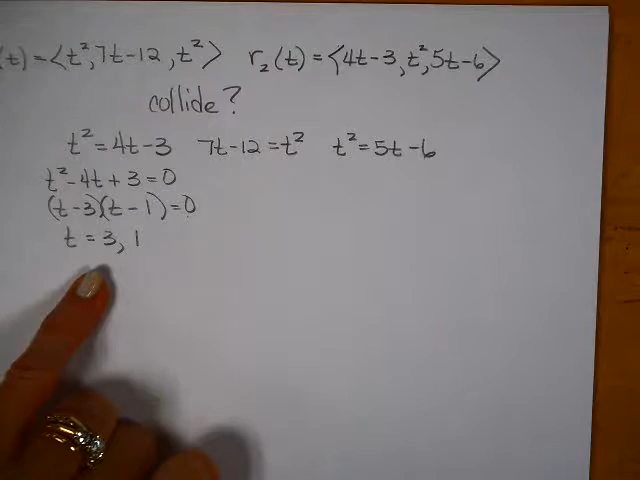 (t) = ⟨t², 7t-12, t²⟩ r₂(t) = ⟨4t-3, t², 5t-6⟩
collide?
t² = 4t-3 7t-12 = t² t² = 5t-6
t²-4t+3=0
(t-3)(t-1)=0
t = 3, 1